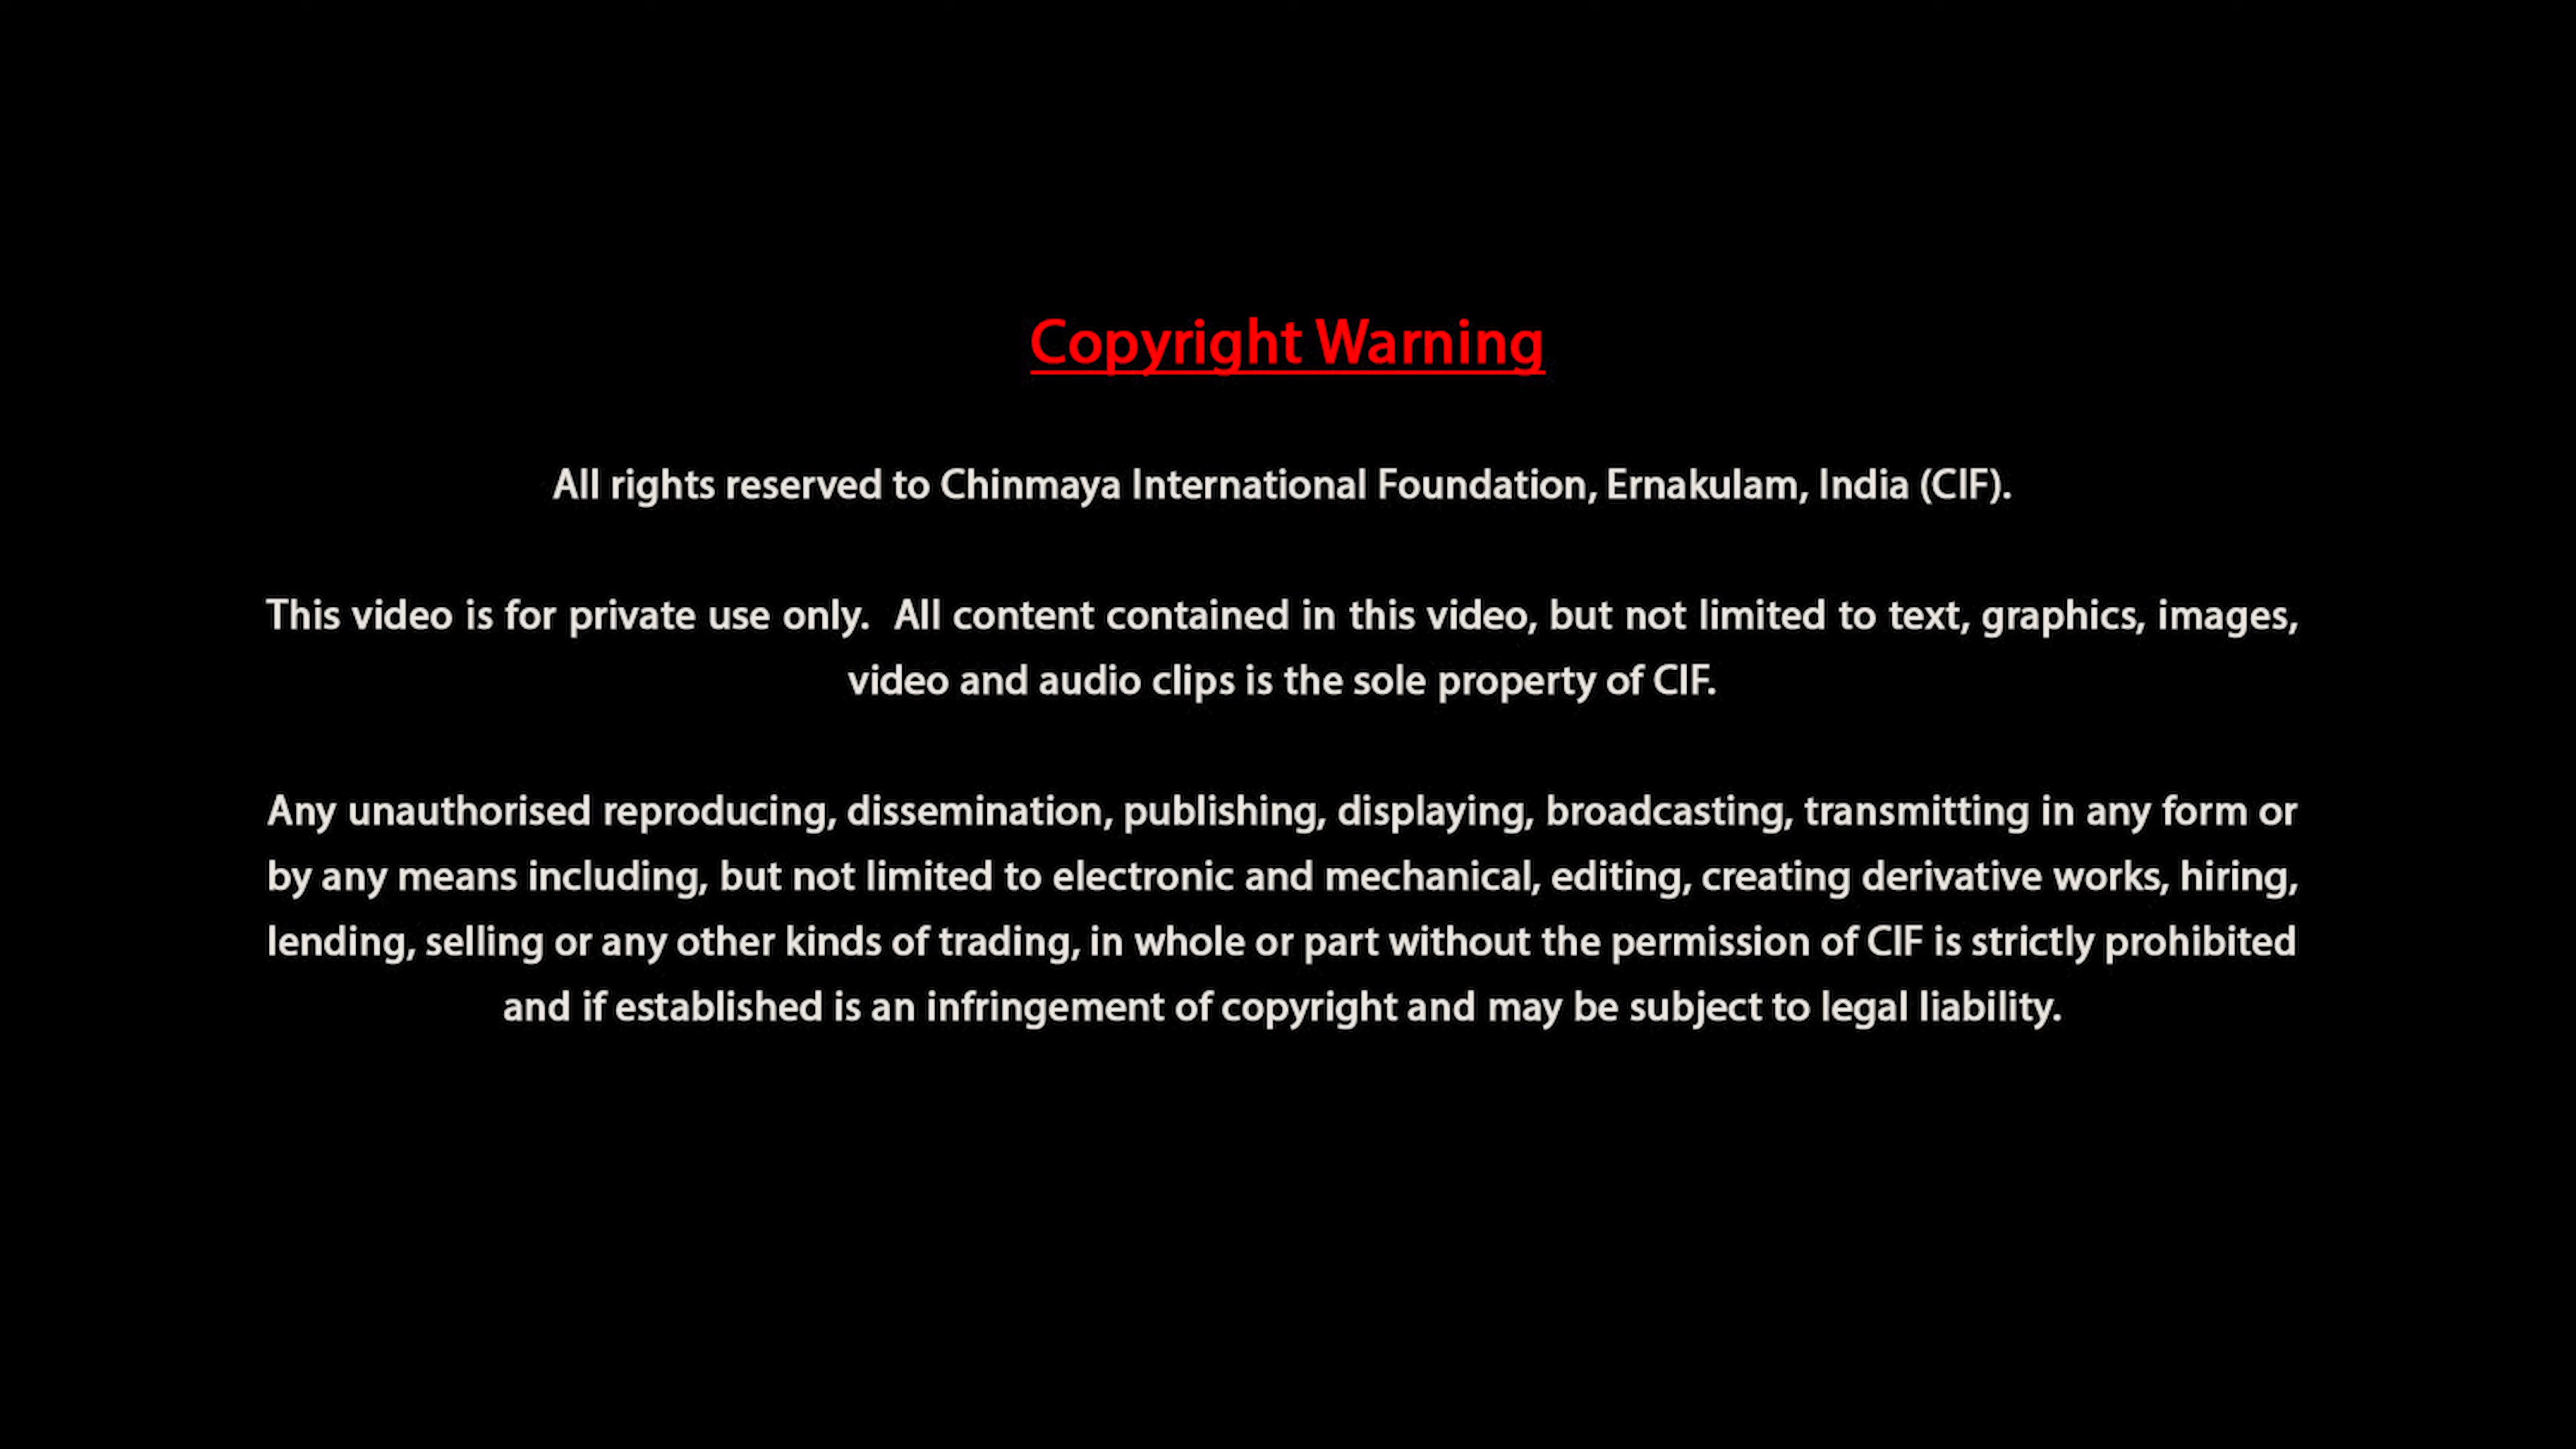 Copyright Warning
All rights reserved to Chinmaya International Foundation, Ernakulam, India (CIF).
This video is for private use only.  All content contained in this video, but not limited to text, graphics, images,
video and audio clips is the sole property of CIF.
Any unauthorised reproducing, dissemination, publishing, displaying, broadcasting, transmitting in any form or
by any means including, but not limited to electronic and mechanical, editing, creating derivative works, hiring,
lending, selling or any other kinds of trading, in whole or part without the permission of CIF is strictly prohibited
and if established is an infringement of copyright and may be subject to legal liability.